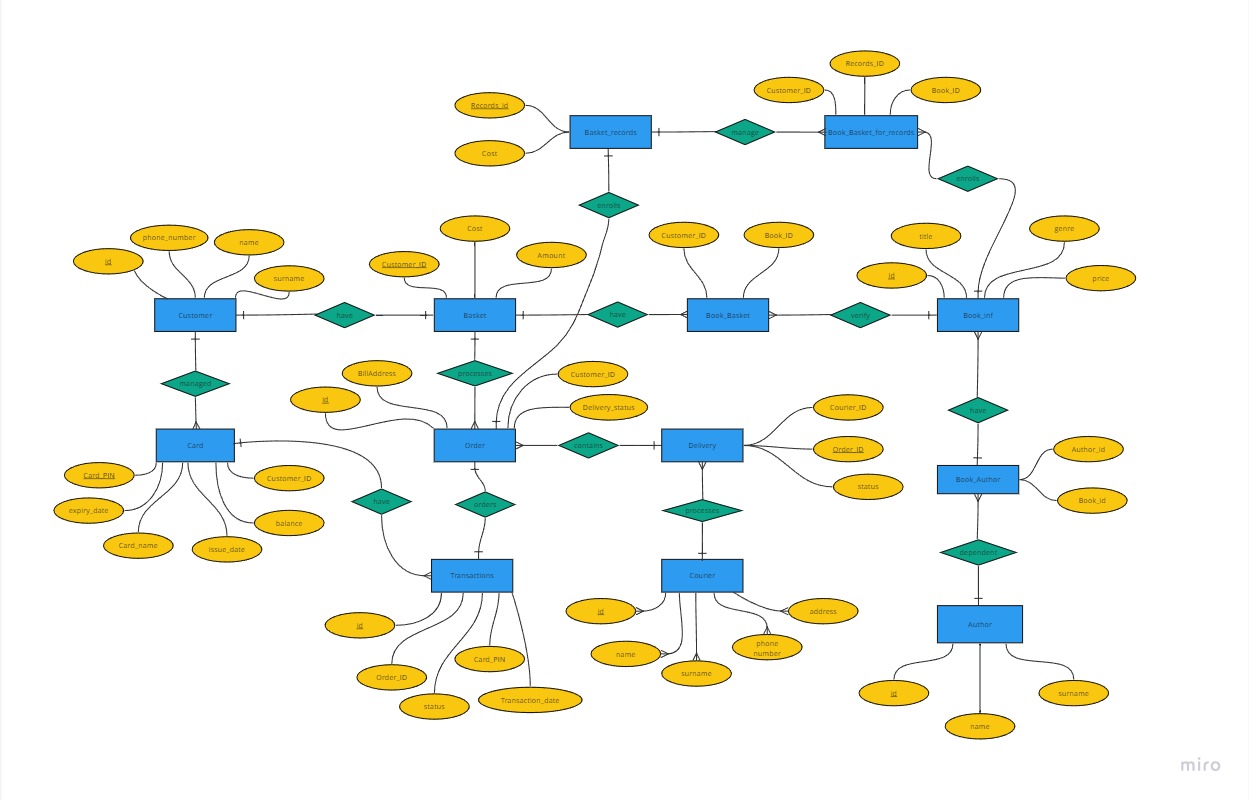 Records_ID
Customer_ID
Book_ID
Records_id
Basket_records
manage
Book_Basket_for_records
Cost
enrolls
enrolls
Cost
Customer_ID
Book_ID
title
genre
phone_number
name
id
surname
Customer_ID
Amount
Id
price
Customer
have
Basket
have
Book_Basket
verify
Book_inf
managed
BillAddress
processes
Customer_ID
Id
Delivery_status
Courier_ID
have
Card
Order
contains
Delivery
Order_ID
Author_Id
Card_PIN
Customer_ID
status
Book_Author
Book_id
expiry_date
have
orders
processes
balance
Card_name
issue_date
dependent
Transactions
Courier
id
address
Author
id
name
phone
number
Order_ID
Card_PIN
surname
status
Transaction_date
id
surname
name
miro